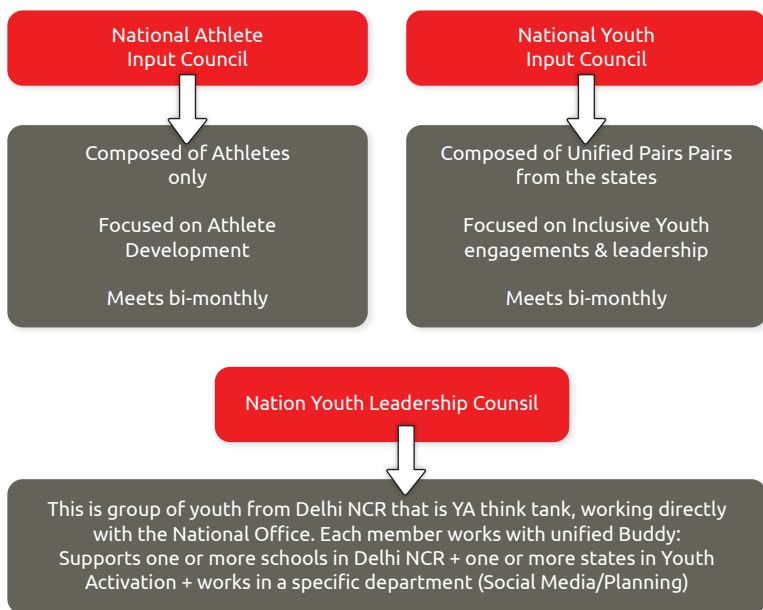 National Athlete
Input Council
Composed of Athletes
only
Focused on Athlete
Development
Meets bi-monthly
National Youth
Input Council
Composed of Unified Pairs Pairs
from the states
Focused on Inclusive Youth
engagements & leadership
Meets bi-monthly
Nation Youth Leadership Counsil
This is group of youth from Delhi NCR that is YA think tank, working directly
with the National Office. Each member works with unified Buddy:
Supports one or more schools in Delhi NCR + one or more states in Youth
Activation + works in a specific department (Social Media/Planning)